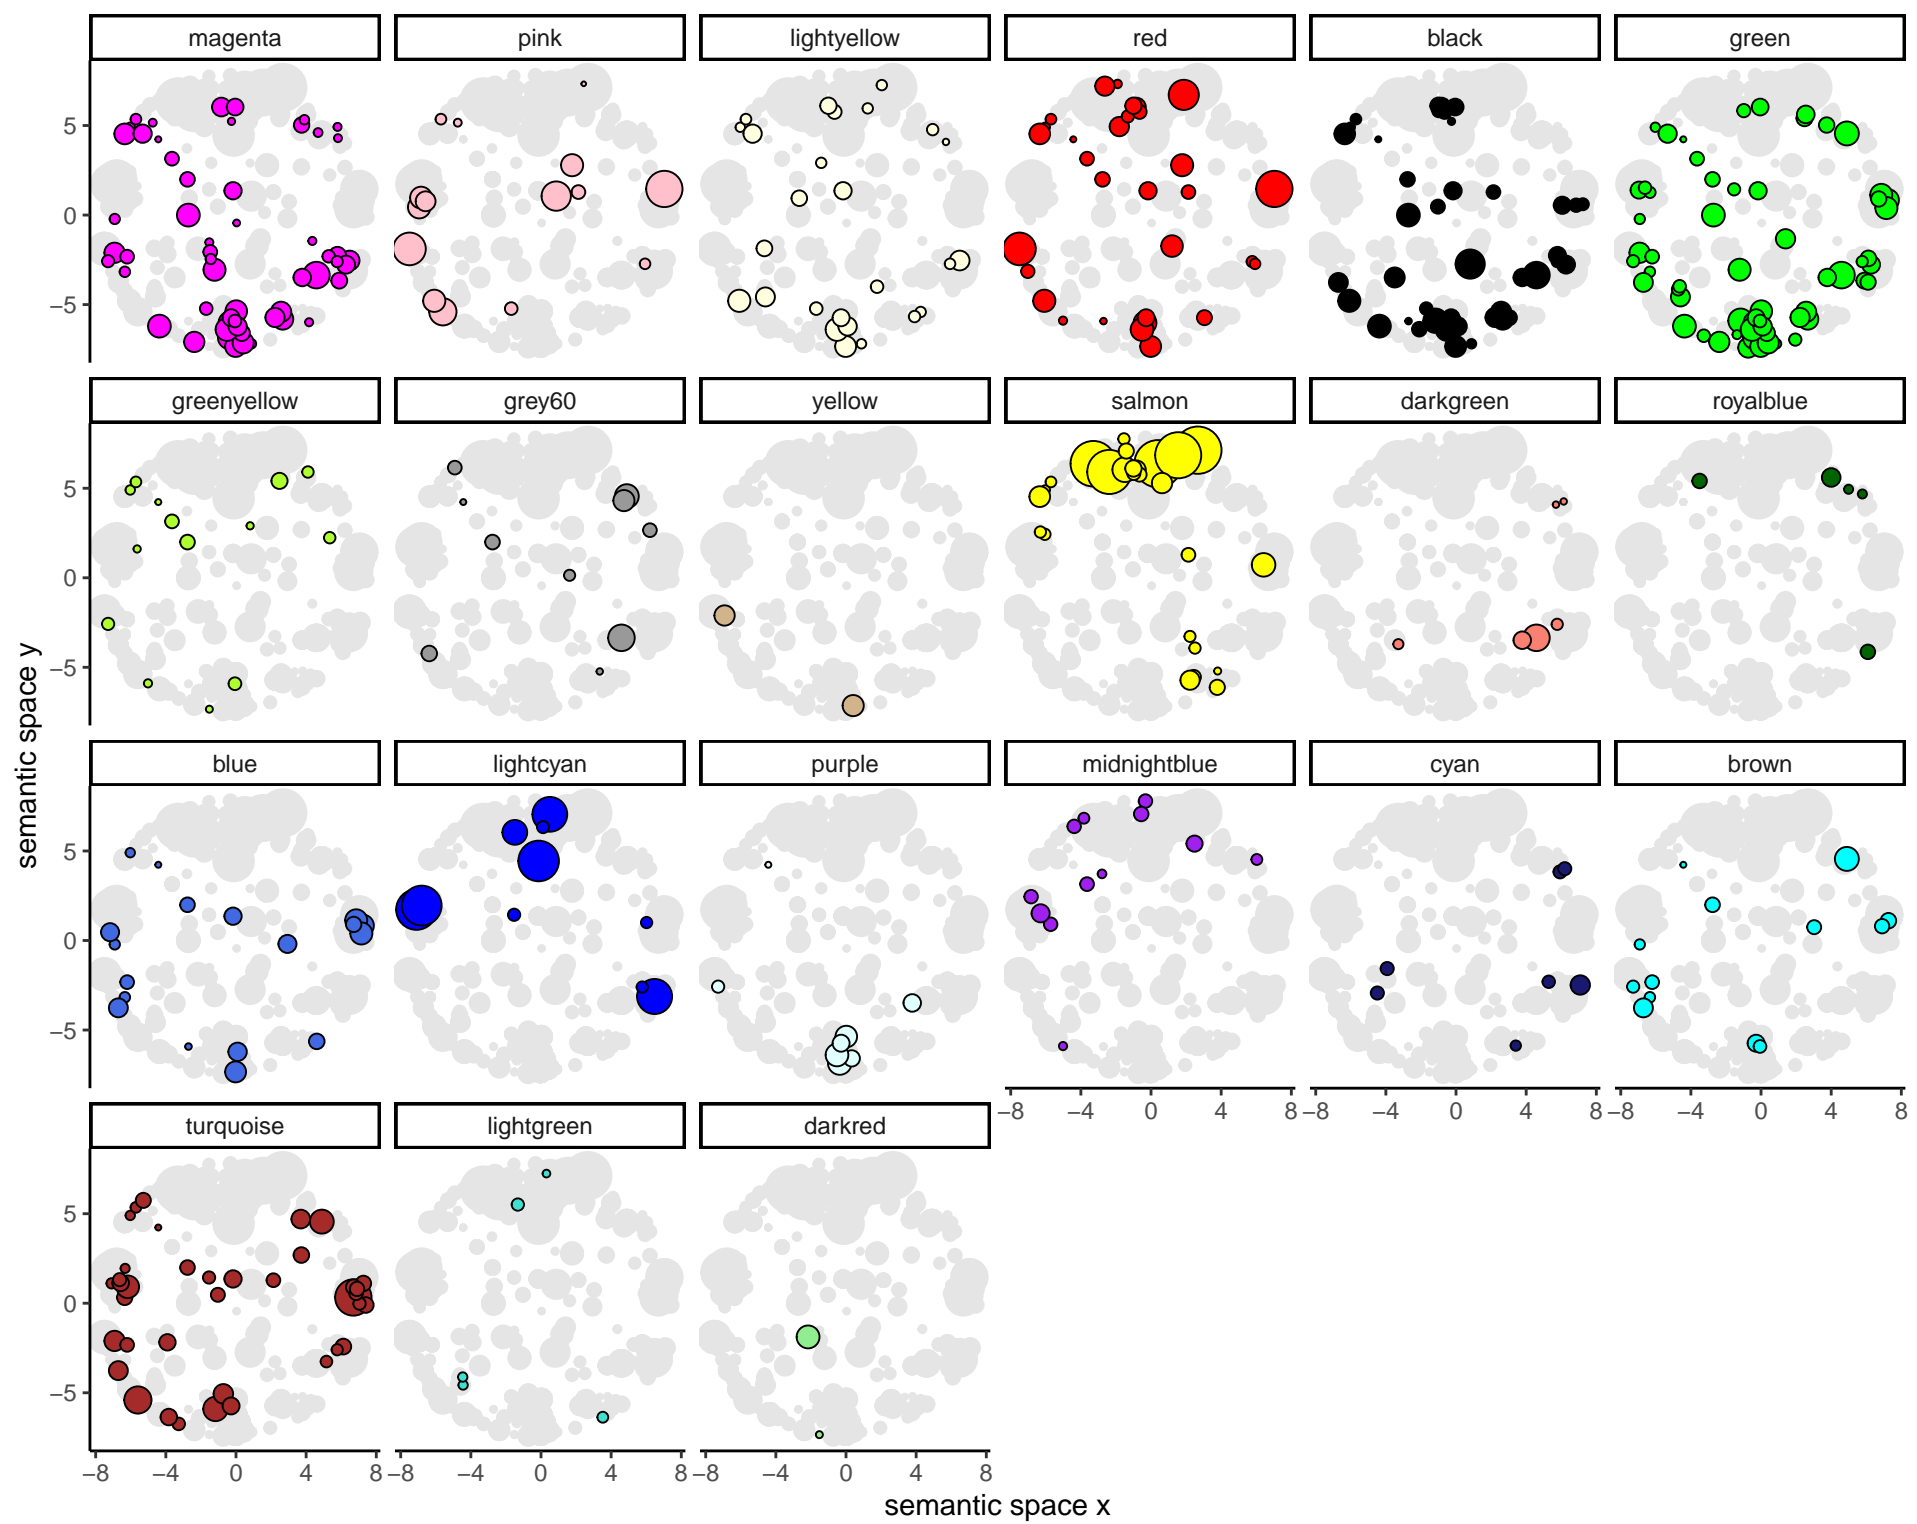 magenta pink lightyellow red black green
5
0
−5
greenyellow grey60 yellow salmon darkgreen royalblue
5
0
−5
semantic space y
blue lightcyan purple midnightblue cyan brown
5
0
−5
−8 −4 0 4 8 −8 −4 0 4 8 −8 −4 0 4 8
turquoise lightgreen darkred
5
0
−5
−8 −4 0 4 8 −8 −4 0 4 8 −8 −4 0 4 8
semantic space x